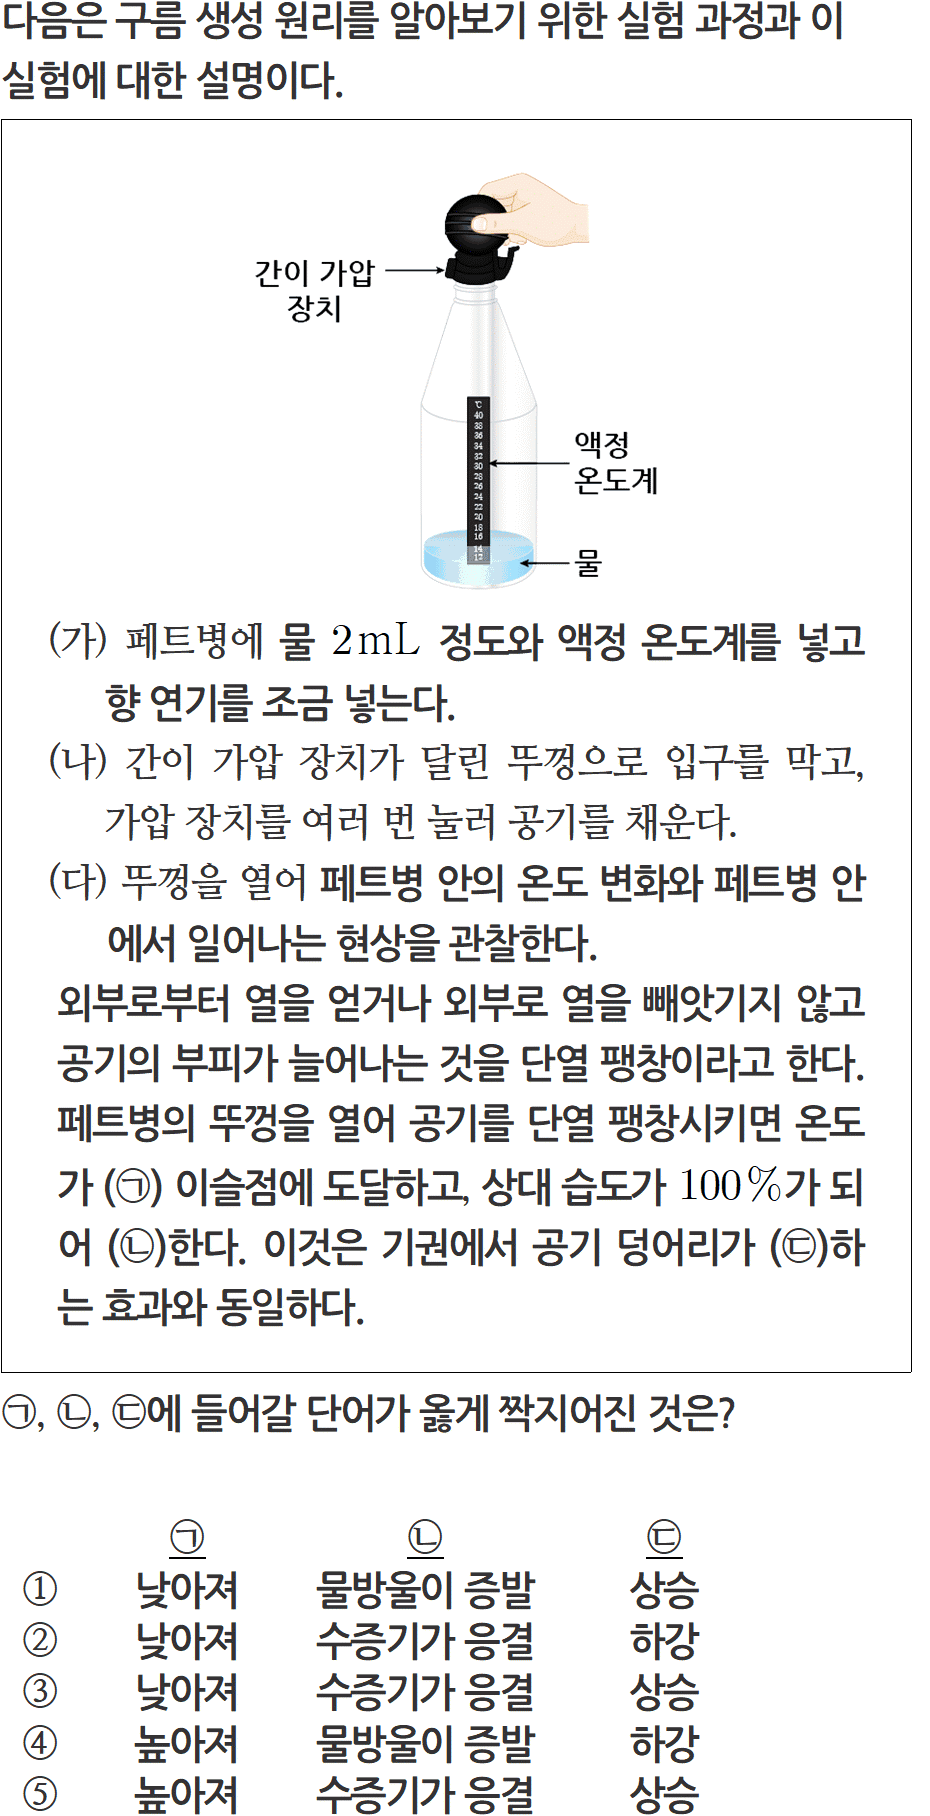 다음은 구름 생성 원리를 알아보기 위한 실험 과정과 이
실험에 대한 설명이다.
간이 가압
장치
℃
40
38
36
34
32
30
28
26
24
22
20
18
16
14
12
액정
온도계
물
(가) 페트병에 물 2mL 정도와 액정 온도계를 넣고
향 연기를 조금 넣는다.
(나) 간이 가압 장치가 달린 뚜껑으로 입구를 막고,
가압 장치를 여러 번 눌러 공기를 채운다.
(다) 뚜껑을 열어 페트병 안의 온도 변화와 페트병 안
에서 일어나는 현상을 관찰한다.
외부로부터 열을 얻거나 외부로 열을 빼앗기지 않고
공기의 부피가 늘어나는 것을 단열 팽창이라고 한다.
페트병의 뚜껑을 열어 공기를 단열 팽창시키면 온도
가 (㉠) 이슬점에 도달하고, 상대 습도가 100%가 되
어 (㉡)한다. 이것은 기권에서 공기 덩어리가 (㉢)하
는 효과와 동일하다.
㉠, ㉡, ㉢에 들어갈 단어가 옳게 짝지어진 것은?
㉠ ㉡ ㉢
① 낮아져 물방울이 증발 상승
② 낮아져 수증기가 응결 하강
③ 낮아져 수증기가 응결 상승
④ 높아져 물방울이 증발 하강
⑤ 높아져 수증기가 응결 상승